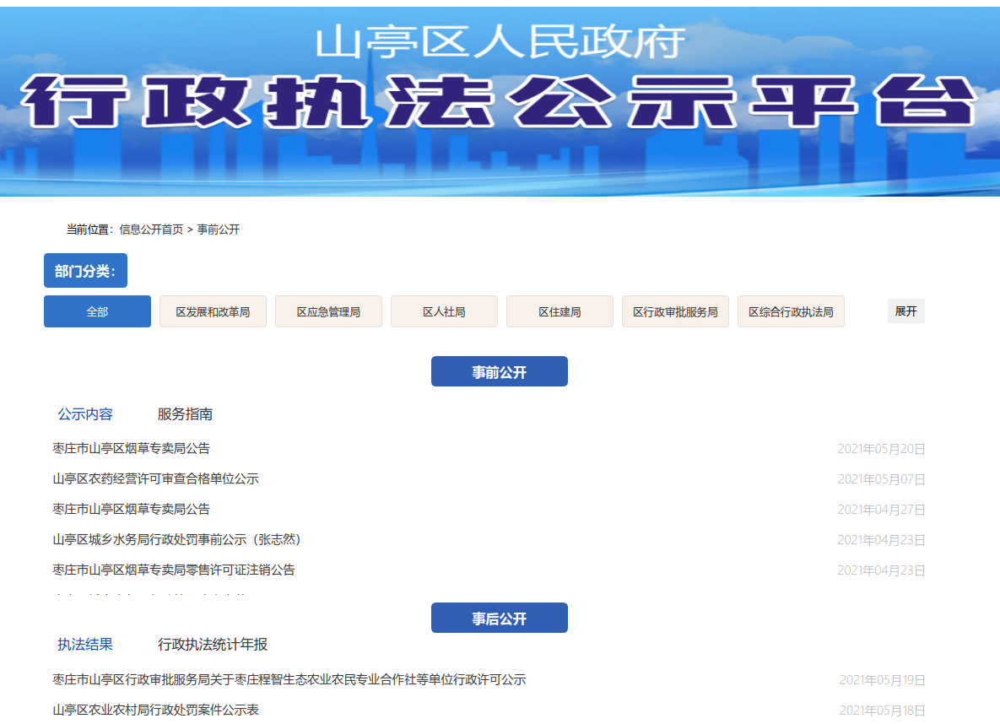 山亭区人民政府
行政执法公示平台
当前位置：信息公开首页 > 事前公开
部门分类：
全部 区发展和改革局 区应急管理局 区人社局 区住建局 区行政审批服务局 区综合行政执法局 展开
事前公开
公示内容 服务指南
枣庄市山亭区烟草专卖局公告 2021年05月20日
山亭区农药经营许可审查合格单位公示 2021年05月07日
枣庄市山亭区烟草专卖局公告 2021年04月27日
山亭区城乡水务局行政处罚事前公示（张志然） 2021年04月23日
枣庄市山亭区烟草专卖局零售许可证注销公告 2021年04月23日
事后公开
执法结果 行政执法统计年报
枣庄市山亭区行政审批服务局关于枣庄程智生态农业农民专业合作社等单位行政许可公示 2021年05月19日
山亭区农业农村局行政处罚案件公示表 2021年05月18日